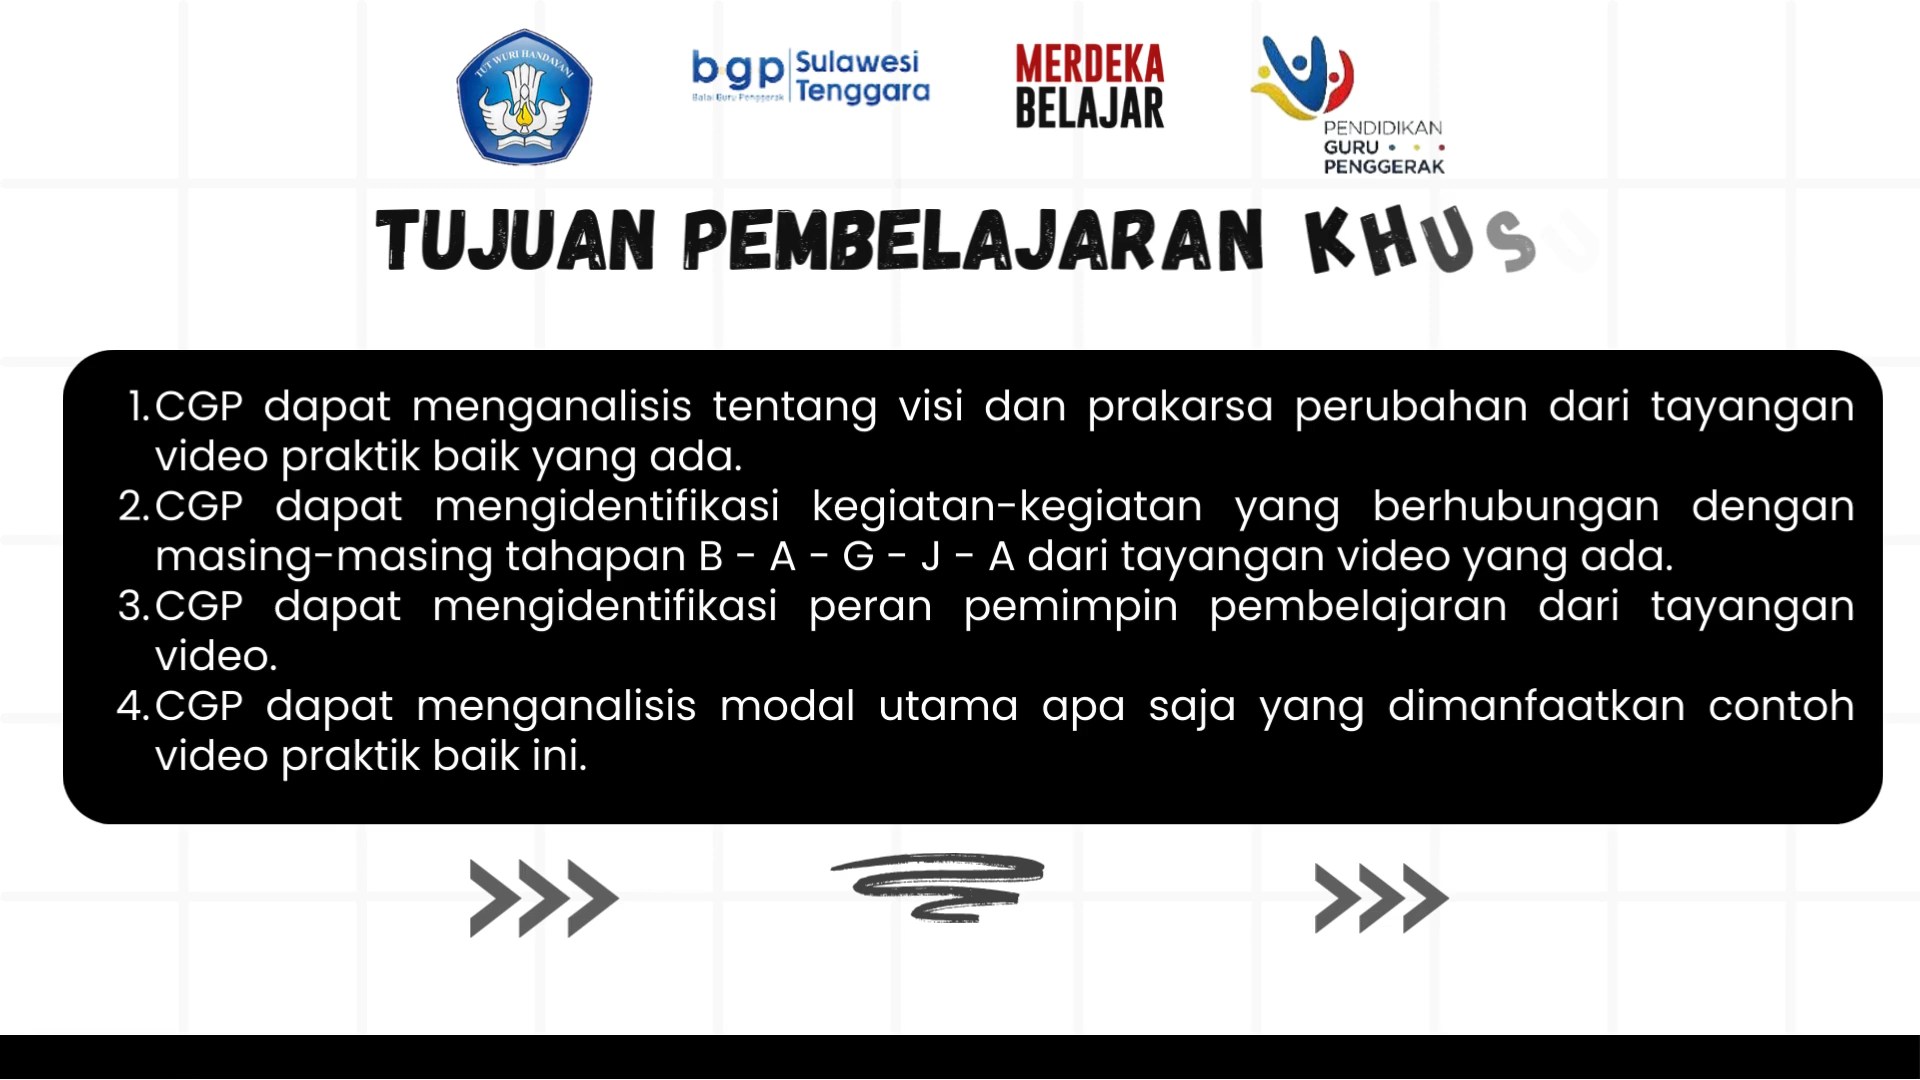 TUT WURI HANDAYANI
bgp Sulawesi
Balai Guru Penggerak Tenggara
MERDEKA
BELAJAR
PENDIDIKAN
GURU
PENGGERAK
TUJUAN PEMBELAJARAN KHUSU
1. CGP dapat menganalisis tentang visi dan prakarsa perubahan dari tayangan
video praktik baik yang ada.
2. CGP dapat mengidentifikasi kegiatan-kegiatan yang berhubungan dengan
masing-masing tahapan B - A - G - J - A dari tayangan video yang ada.
3. CGP dapat mengidentifikasi peran pemimpin pembelajaran dari tayangan
video.
4. CGP dapat menganalisis modal utama apa saja yang dimanfaatkan contoh
video praktik baik ini.